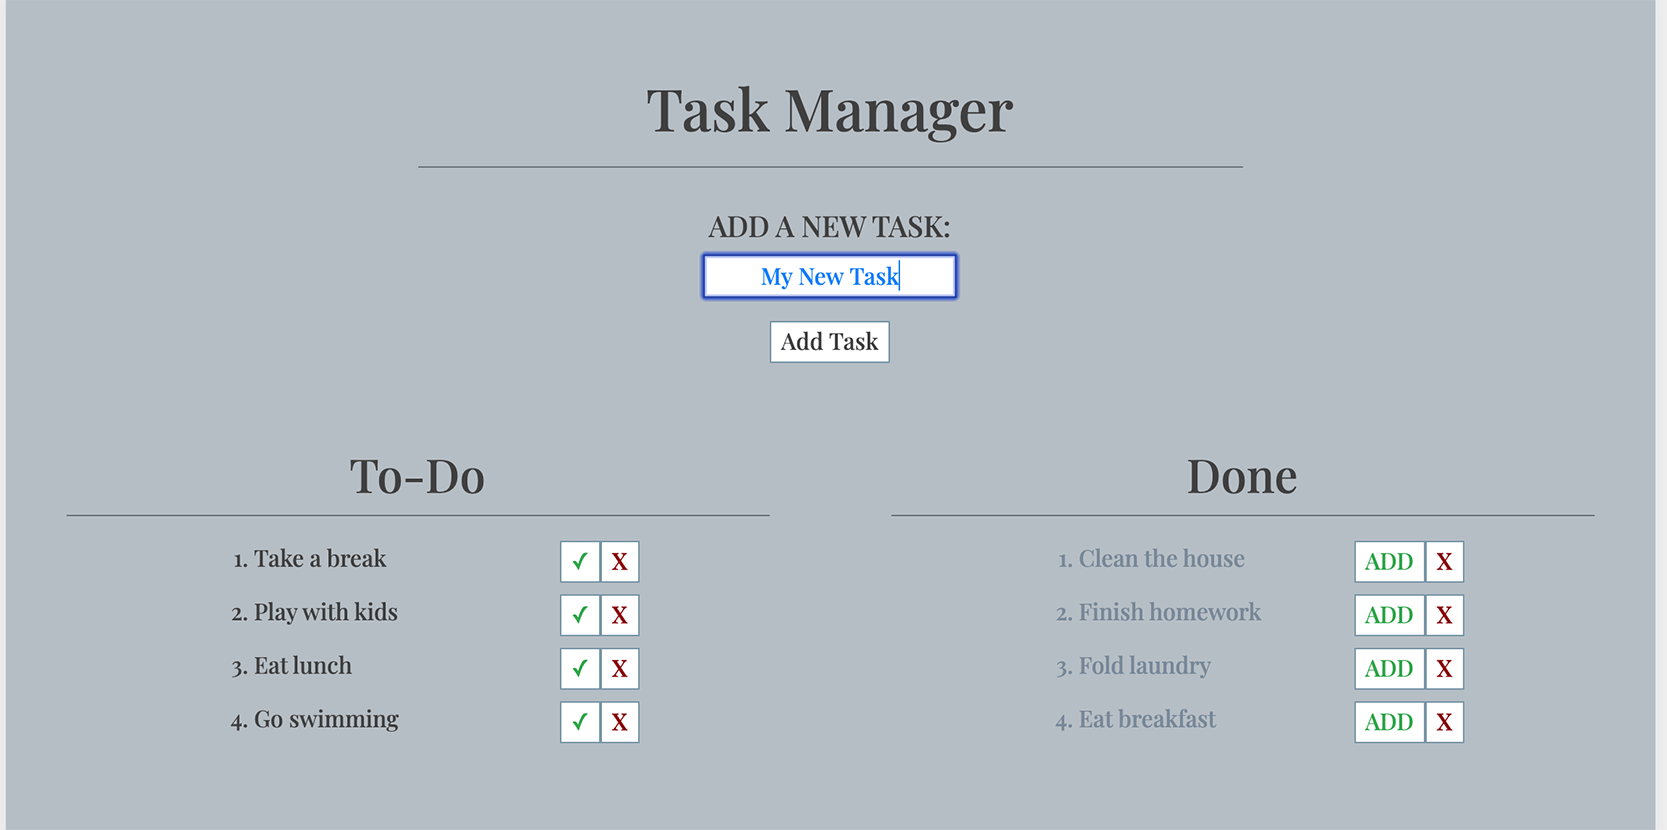 Task Manager
ADD A NEW TASK:
My New Task
Add Task
To-Do
1. Take a break ✓ X
2. Play with kids ✓ X
3. Eat lunch ✓ X
4. Go swimming ✓ X
Done
1. Clean the house ADD X
2. Finish homework ADD X
3. Fold laundry ADD X
4. Eat breakfast ADD X